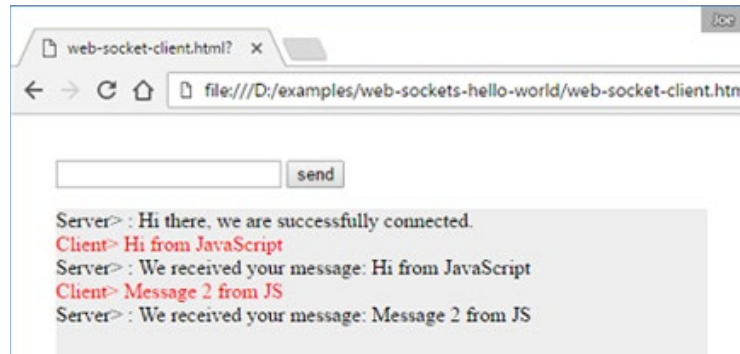 Joe
web-socket-client.html?
file:///D:/examples/web-sockets-hello-world/web-socket-client.htm
send
Server> : Hi there, we are successfully connected.
Client> Hi from JavaScript
Server> : We received your message: Hi from JavaScript
Client> Message 2 from JS
Server> : We received your message: Message 2 from JS